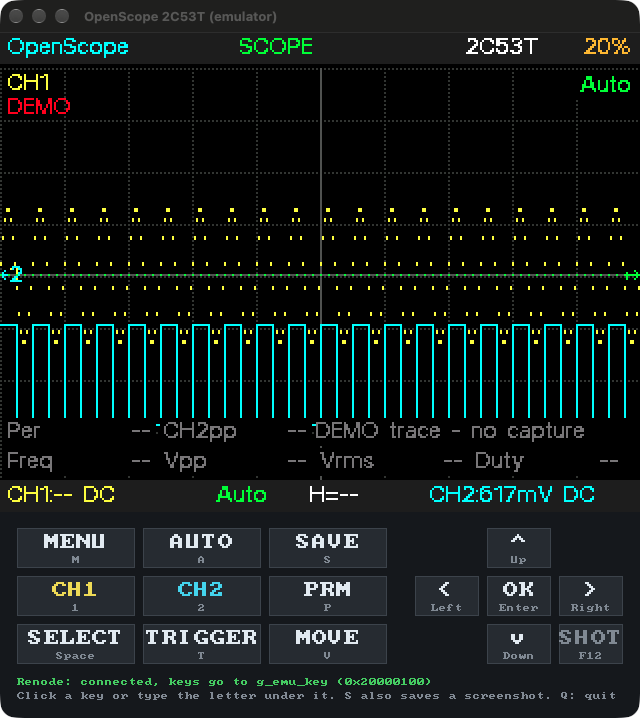 OpenScope 2C53T (emulator)
OpenScope SCOPE 2C53T 20%
CH1 Auto
DEMO
2
Per -- CH2pp -- DEMO trace - no capture
Freq -- Vpp -- Vrms -- Duty --
CH1:-- DC Auto H=-- CH2:617mV DC
MENU AUTO SAVE ^
M A S Up
CH1 CH2 PRM < OK >
1 2 P Left Enter Right
SELECT TRIGGER MOVE v SHOT
Space T V Down F12
Renode: connected, keys go to g_emu_key (0x20000100)
Click a key or type the letter under it. S also saves a screenshot. Q: quit